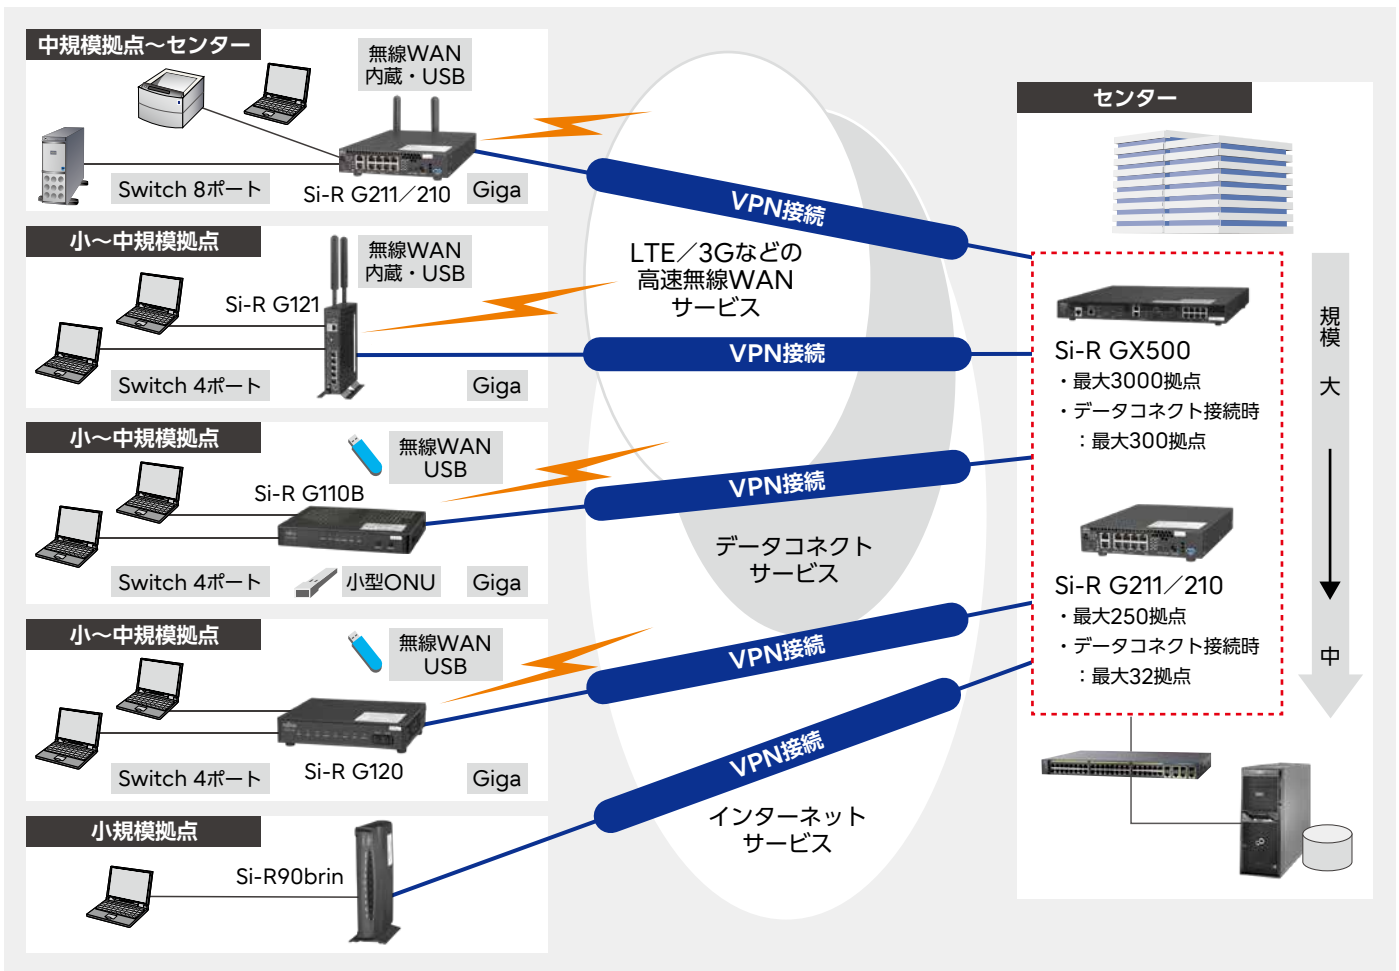 中規模拠点～センター
無線WAN
内蔵・USB
Switch 8ポート
Si-R G211／210
Giga
小～中規模拠点
無線WAN
内蔵・USB
Si-R G121
Switch 4ポート
Giga
小～中規模拠点
無線WAN
USB
Si-R G110B
Switch 4ポート
小型ONU
Giga
小～中規模拠点
無線WAN
USB
Si-R G120
Switch 4ポート
Giga
小規模拠点
Si-R90brin
VPN接続
LTE／3Gなどの
高速無線WAN
サービス
VPN接続
VPN接続
データコネクト
サービス
VPN接続
VPN接続
インターネット
サービス
センター
Si-R GX500
・最大3000拠点
・データコネクト接続時
：最大300拠点
Si-R G211／210
・最大250拠点
・データコネクト接続時
：最大32拠点
規模
大
中